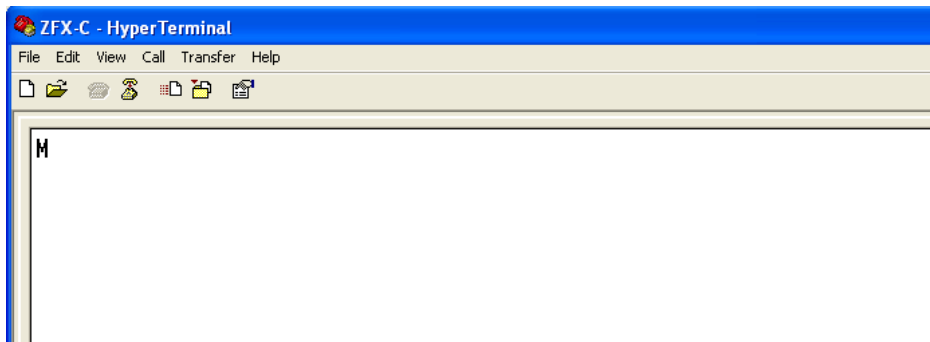 ZFX-C - HyperTerminal
File Edit View Call Transfer Help
M